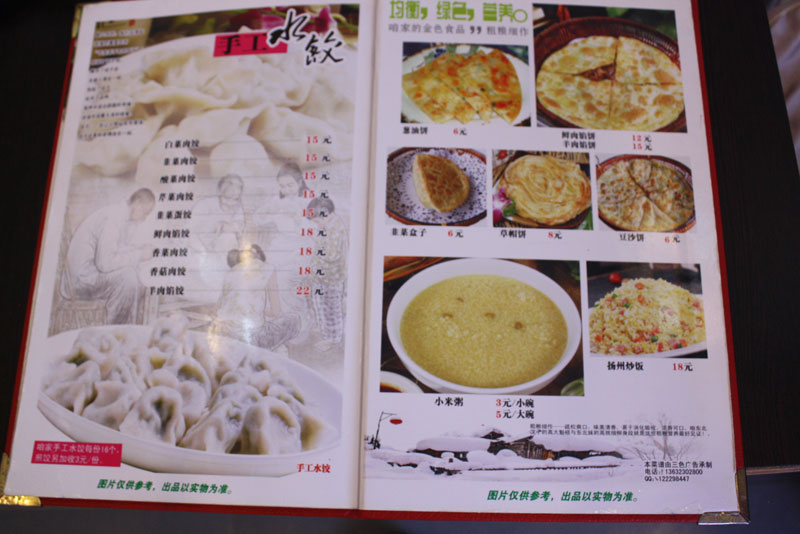 手工水饺
白菜肉饺 15元
韭菜肉饺 15元
酸菜肉饺 15元
芹菜肉饺 15元
韭菜蛋饺 15元
鲜肉馅饺 18元
香菜肉饺 18元
香菇肉饺 18元
羊肉馅饺 22元
咱家手工水饺每份16个,
煎饺另加收3元/份.
手工水饺
图片仅供参考，出品以实物为准。
均衡，绿色，营养。
咱家的金色食品 粗粮细作
葱油饼 6元
鲜肉馅饼 12元
羊肉馅饼 15元
韭菜盒子 6元
草帽饼 8元
豆沙饼 6元
小米粥 3元/小碗
5元/大碗
扬州炒饭 18元
本菜谱由三色广告承制
电话:13632302800
QQ:122298447
图片仅供参考，出品以实物为准。